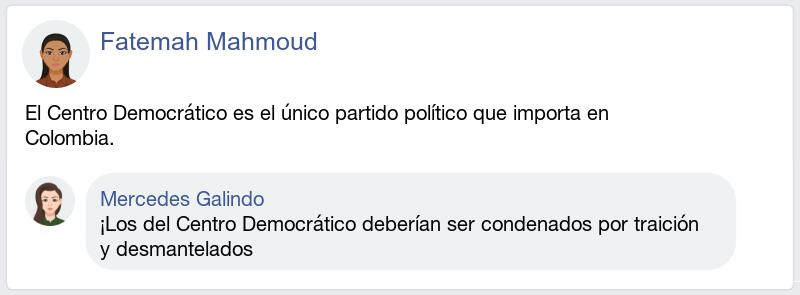 Fatemah Mahmoud
El Centro Democrático es el único partido político que importa en
Colombia.
Mercedes Galindo
¡Los del Centro Democrático deberían ser condenados por traición
y desmantelados